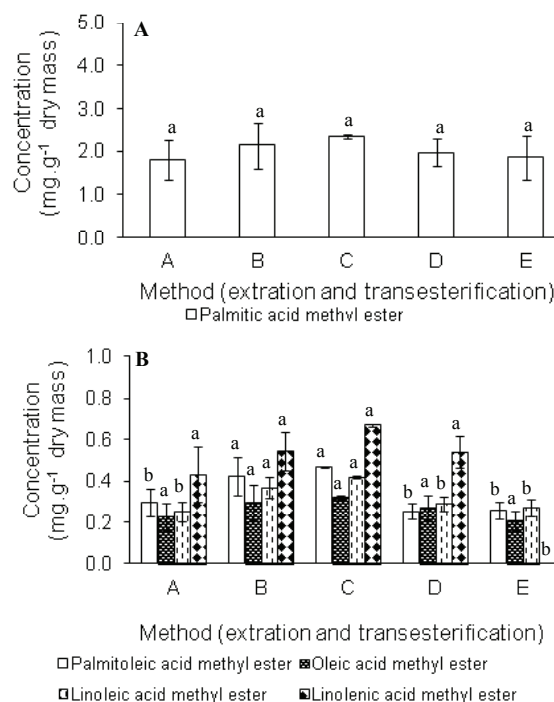 A
Concentration
(mg.g-1 dry mass)
5.0
4.0
3.0
2.0
1.0
0.0
a a a a a
A B C D E
Method (extration and transesterification)
Palmitic acid methyl ester
B
Concentration
(mg.g-1 dry mass)
1.0
0.8
0.6
0.4
0.2
0.0
b a b a a a a a a a a a b a b a b a b b
A B C D E
Method (extration and transesterification)
Palmitoleic acid methyl ester Oleic acid methyl ester
Linoleic acid methyl ester Linolenic acid methyl ester